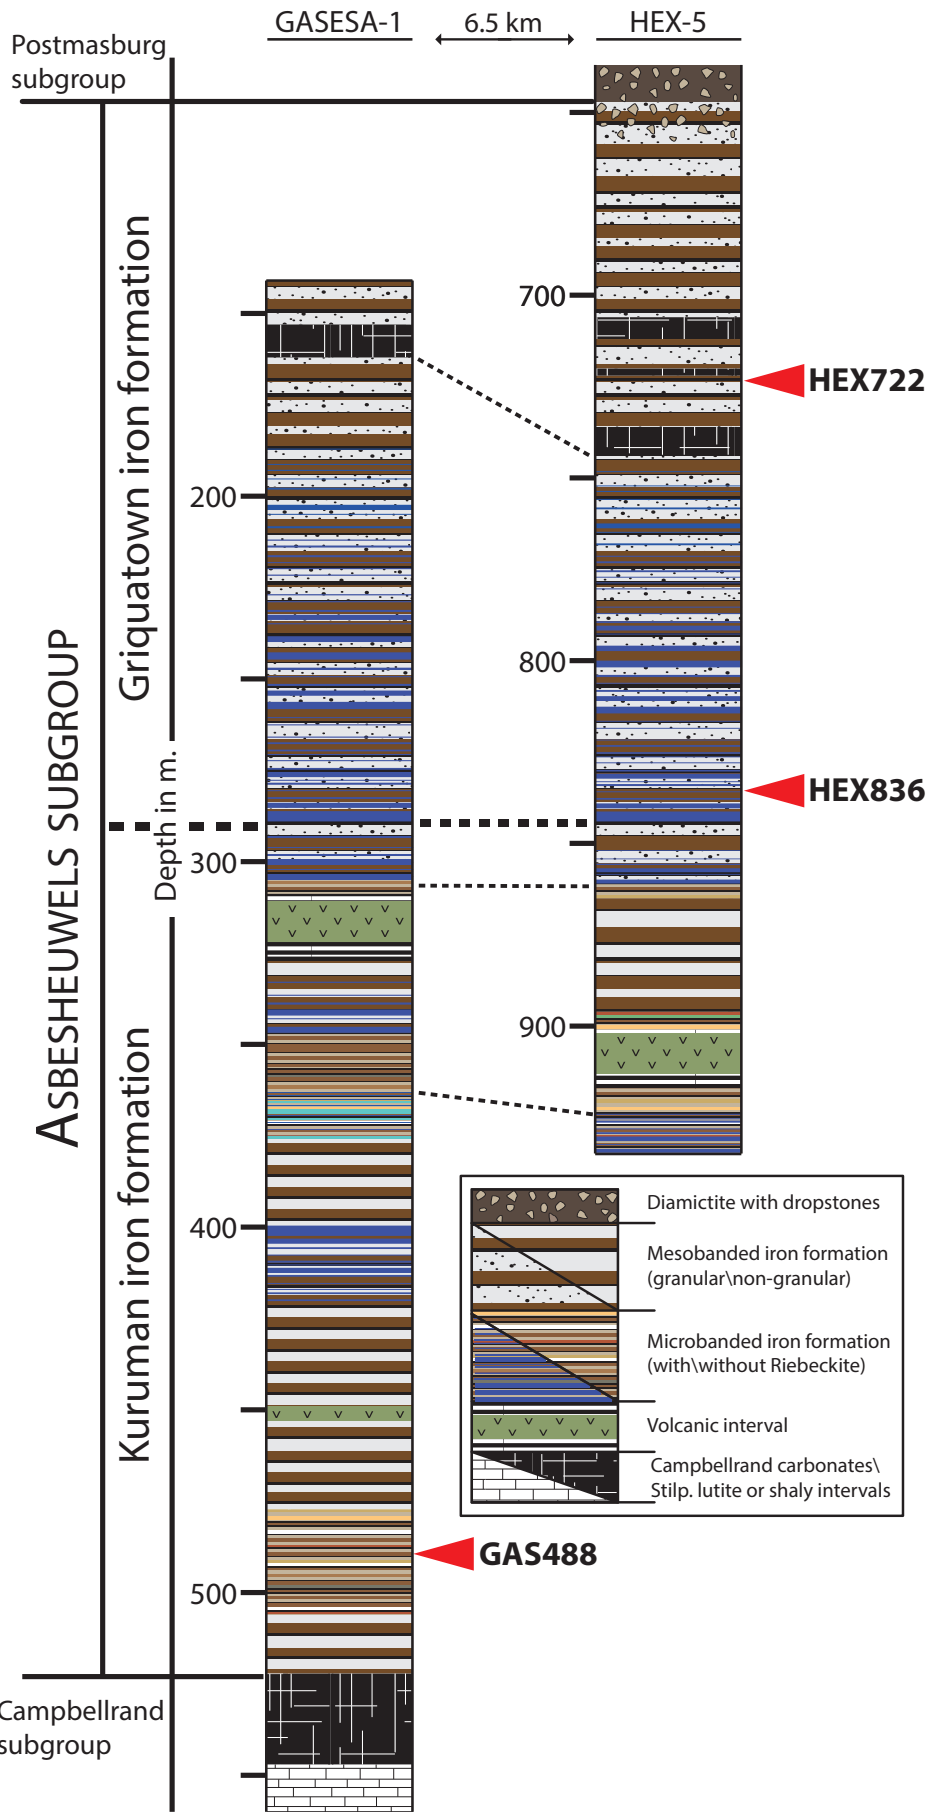 GASESA-1
6.5 km
HEX-5
Postmasburg
subgroup
ASBESHEUWELS SUBGROUP
Griquatown iron formation
Kuruman iron formation
Depth in m.
200
300
400
500
700
800
900
HEX722
HEX836
GAS488
Diamictite with dropstones
Mesobanded iron formation
(granular\non-granular)
Microbanded iron formation
(with\without Riebeckite)
Volcanic interval
Campbellrand carbonates\
Stilp. lutite or shaly intervals
Campbellrand
subgroup